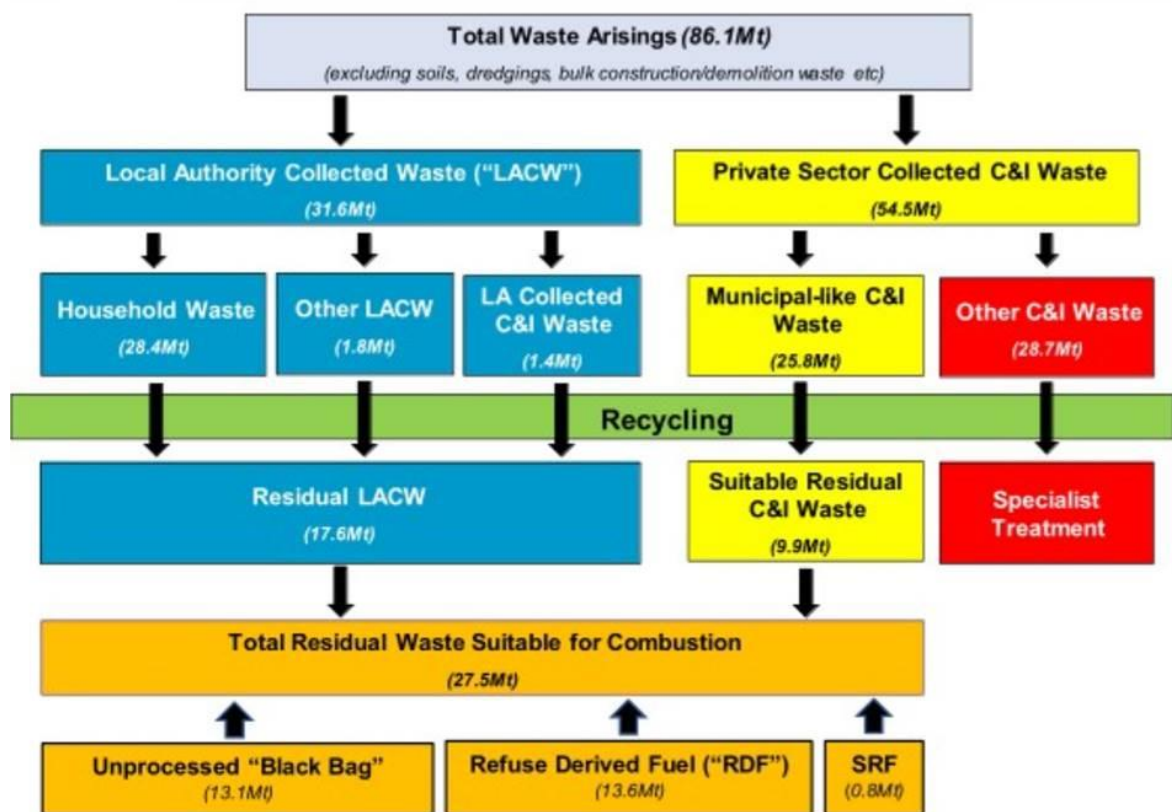 Total Waste Arisings (86.1Mt)
(excluding soils, dredgings, bulk construction/demolition waste etc)
Local Authority Collected Waste (“LACW”)
(31.6Mt)
Private Sector Collected C&I Waste
(54.5Mt)
Household Waste
(28.4Mt)
Other LACW
(1.8Mt)
LA Collected
C&I Waste
(1.4Mt)
Municipal-like C&I
Waste
(25.8Mt)
Other C&I Waste
(28.7Mt)
Recycling
Residual LACW
(17.6Mt)
Suitable Residual
C&I Waste
(9.9Mt)
Specialist
Treatment
Total Residual Waste Suitable for Combustion
(27.5Mt)
Unprocessed “Black Bag”
(13.1Mt)
Refuse Derived Fuel (“RDF”)
(13.6Mt)
SRF
(0.8Mt)